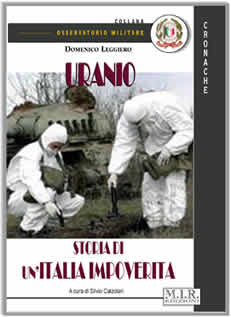 COLLANA
OSSERVATORIO MILITARE
DOMENICO LEGGIERO
CRONACHE
URANIO
STORIA DI
UN'ITALIA IMPOVERITA
A cura di Silvio Calzolari
M.I.R.
EDIZIONI